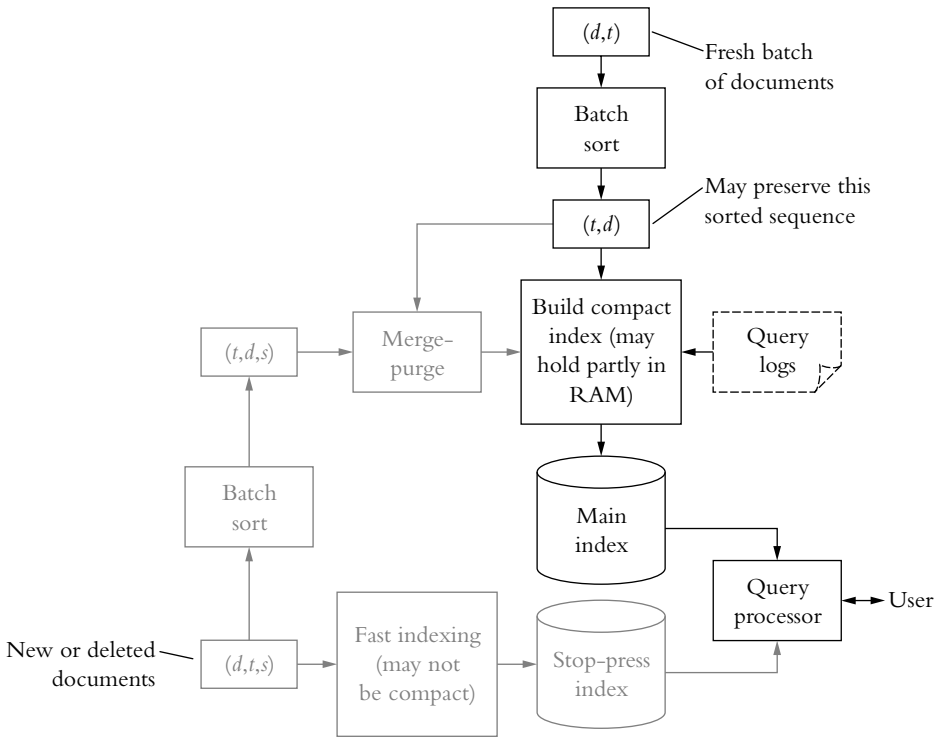 (d,t)
Fresh batch
of documents
Batch
sort
May preserve this
sorted sequence
(t,d)
Build compact
index (may
hold partly in
RAM)
Merge-
purge
(t,d,s)
Query
logs
Batch
sort
Main
index
Query
processor
User
New or deleted
documents
(d,t,s)
Fast indexing
(may not
be compact)
Stop-press
index